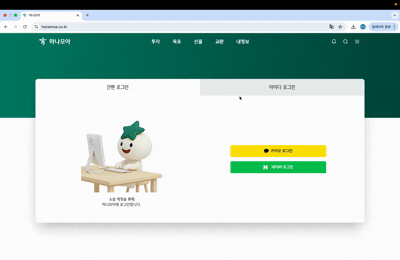 하나모아
hanamoa.co.kr
하나모아
투자
목표
선물
교환
내정보
간편 로그인
아이디 로그인
카카오 로그인
네이버 로그인
소셜 계정을 통해
하나모아에 로그인합니다.